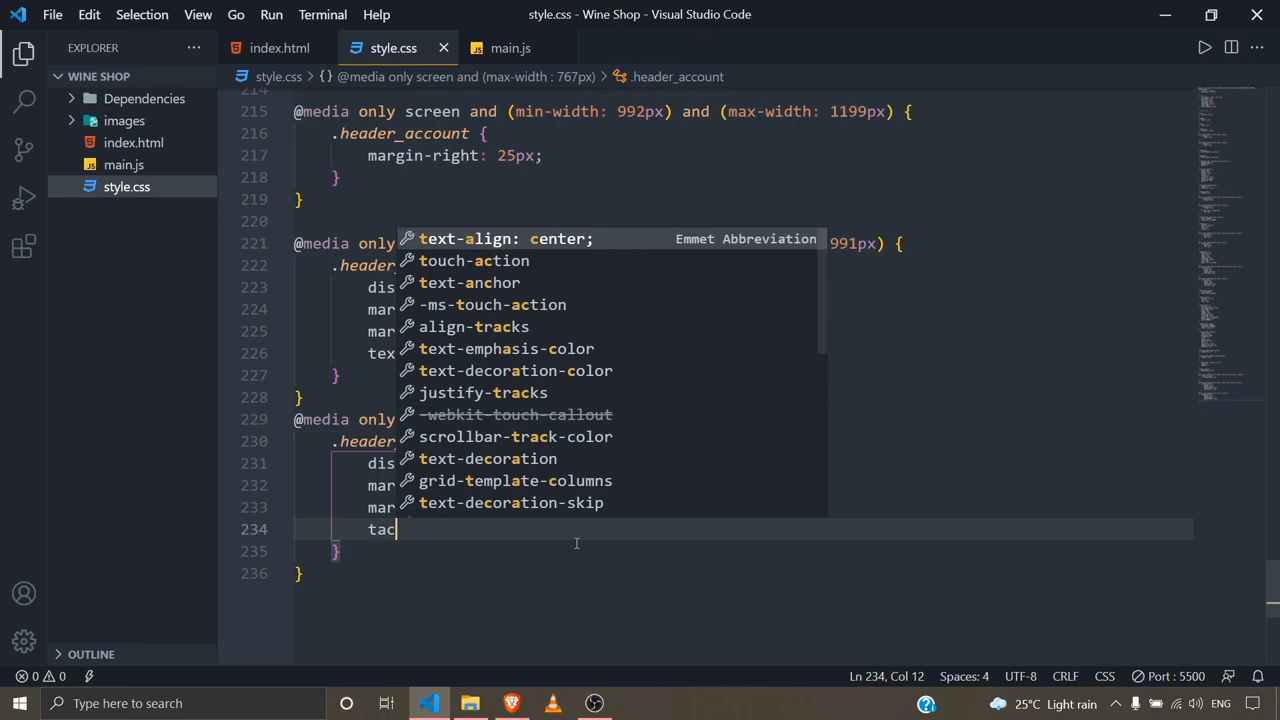 File Edit Selection View Go Run Terminal Help
style.css - Wine Shop - Visual Studio Code
EXPLORER
index.html
style.css
main.js
WINE SHOP
style.css > {} @media only screen and (max-width : 767px) > .header_account
Dependencies
images
index.html
main.js
style.css
214
215 @media only screen and (min-width: 992px) and (max-width: 1199px) {
216 .header_account {
217 margin-right: 25px;
218 }
219 }
220
221 @media only 991px) {
222 .header
223 dis
224 mar
225 mar
226 tex
227 }
228 }
229 @media only
230 .header
231 dis
232 mar
233 mar
234 tac
235 }
236 }
text-align: center; Emmet Abbreviation
touch-action
text-anchor
-ms-touch-action
align-tracks
text-emphasis-color
text-decoration-color
justify-tracks
-webkit-touch-callout
scrollbar-track-color
text-decoration
grid-template-columns
text-decoration-skip
OUTLINE
0 0
Ln 234, Col 12 Spaces: 4 UTF-8 CRLF CSS Port : 5500
Type here to search
25°C Light rain ENG